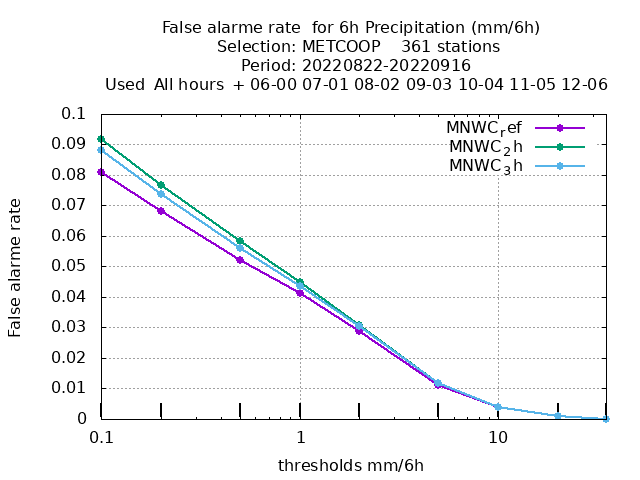 False alarme rate  for 6h Precipitation (mm/6h)
Selection: METCOOP    361 stations
Period: 20220822-20220916
Used  All hours  + 06-00 07-01 08-02 09-03 10-04 11-05 12-06
MNWCref
MNWC2h
MNWC3h
0.1
0.09
0.08
0.07
0.06
0.05
0.04
0.03
0.02
0.01
0
False alarme rate
0.1 1 10
thresholds mm/6h